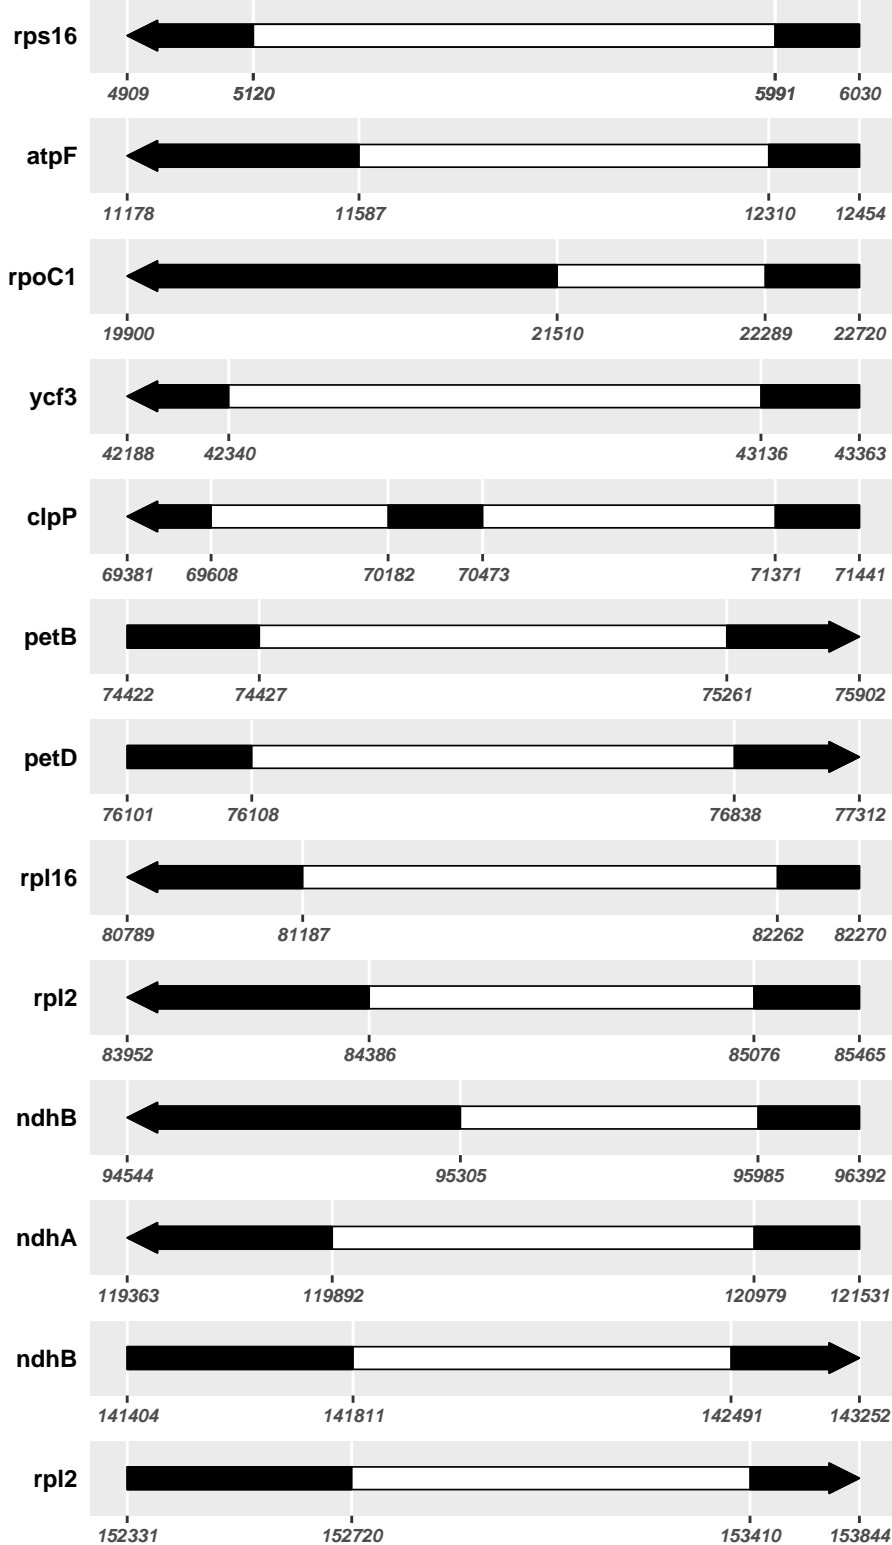 rps16
4909 5120 5991 6030
atpF
11178 11587 12310 12454
rpoC1
19900 21510 22289 22720
ycf3
42188 42340 43136 43363
clpP
69381 69608 70182 70473 71371 71441
petB
74422 74427 75261 75902
petD
76101 76108 76838 77312
rpl16
80789 81187 82262 82270
rpl2
83952 84386 85076 85465
ndhB
94544 95305 95985 96392
ndhA
119363 119892 120979 121531
ndhB
141404 141811 142491 143252
rpl2
152331 152720 153410 153844